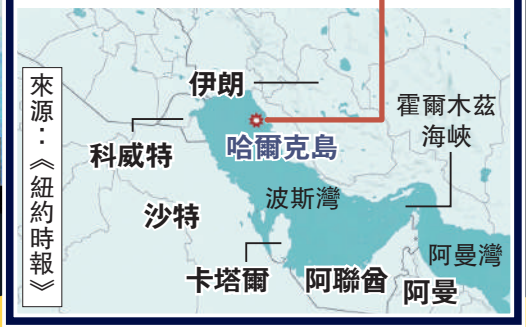 來源：《紐約時報》
伊朗
霍爾木茲
海峽
科威特
哈爾克島
沙特
波斯灣
阿曼灣
卡塔爾
阿聯酋
阿曼